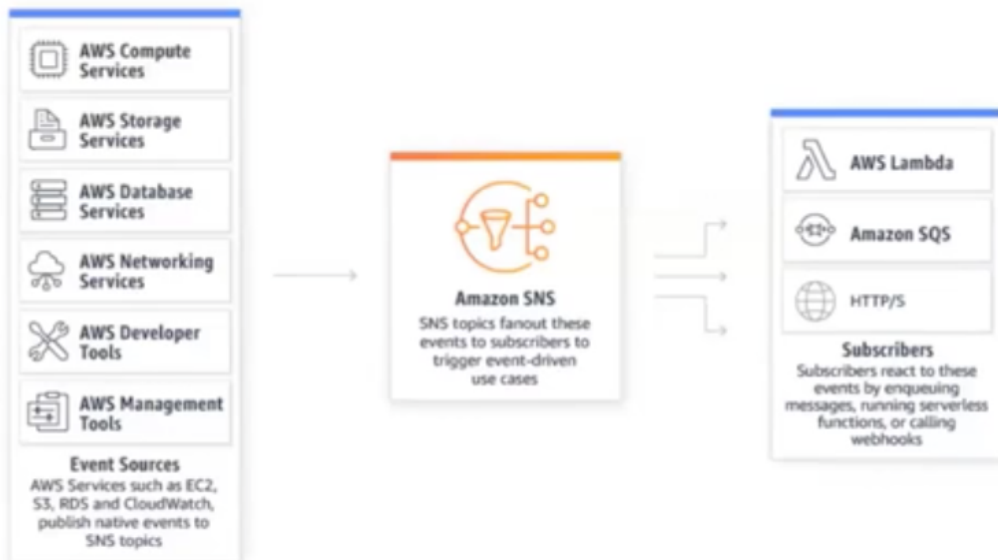 AWS Compute
Services
AWS Storage
Services
AWS Database
Services
AWS Networking
Services
AWS Developer
Tools
AWS Management
Tools
Event Sources
AWS Services such as EC2,
S3, RDS and CloudWatch,
publish native events to
SNS topics
Amazon SNS
SNS topics fanout these
events to subscribers to
trigger event-driven
use cases
AWS Lambda
Amazon SQS
HTTP/S
Subscribers
Subscribers react to these
events by enqueuing
messages, running serverless
functions, or calling
webhooks